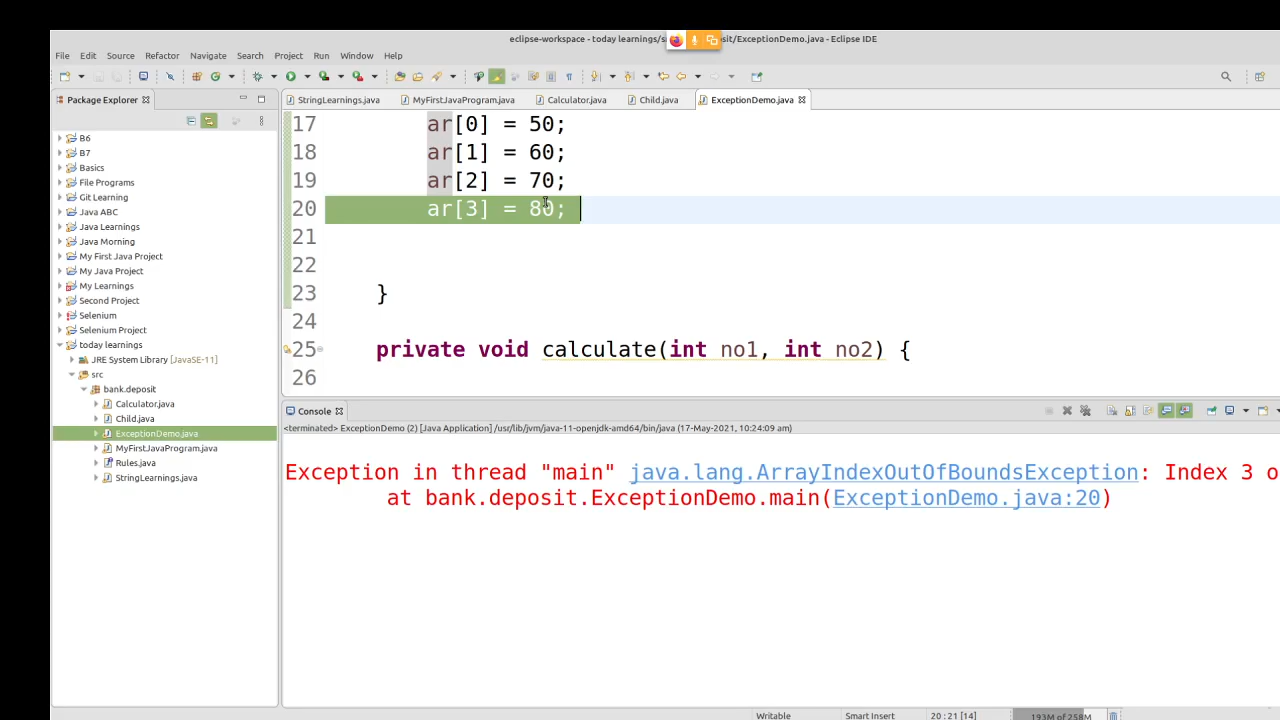 eclipse-workspace - today learnings/s sit/ExceptionDemo.java - Eclipse IDE
File Edit Source Refactor Navigate Search Project Run Window Help
Package Explorer
StringLearnings.java MyFirstJavaProgram.java Calculator.java Child.java ExceptionDemo.java
B6
B7
Basics
File Programs
Git Learning
Java ABC
Java Learnings
Java Morning
My First Java Project
My Java Project
My Learnings
Second Project
Selenium
Selenium Project
today learnings
JRE System Library [JavaSE-11]
src
bank.deposit
Calculator.java
Child.java
ExceptionDemo.java
MyFirstJavaProgram.java
Rules.java
StringLearnings.java
17 ar[0] = 50;
18 ar[1] = 60;
19 ar[2] = 70;
20 ar[3] = 80;
21
22
23 }
24
25 private void calculate(int no1, int no2) {
26
Console
<terminated> ExceptionDemo (2) [Java Application] /usr/lib/jvm/java-11-openjdk-amd64/bin/java (17-May-2021, 10:24:09 am)
Exception in thread "main" java.lang.ArrayIndexOutOfBoundsException: Index 3 o
at bank.deposit.ExceptionDemo.main(ExceptionDemo.java:20)
Writable Smart Insert 20 : 21 [14] 193M of 258M